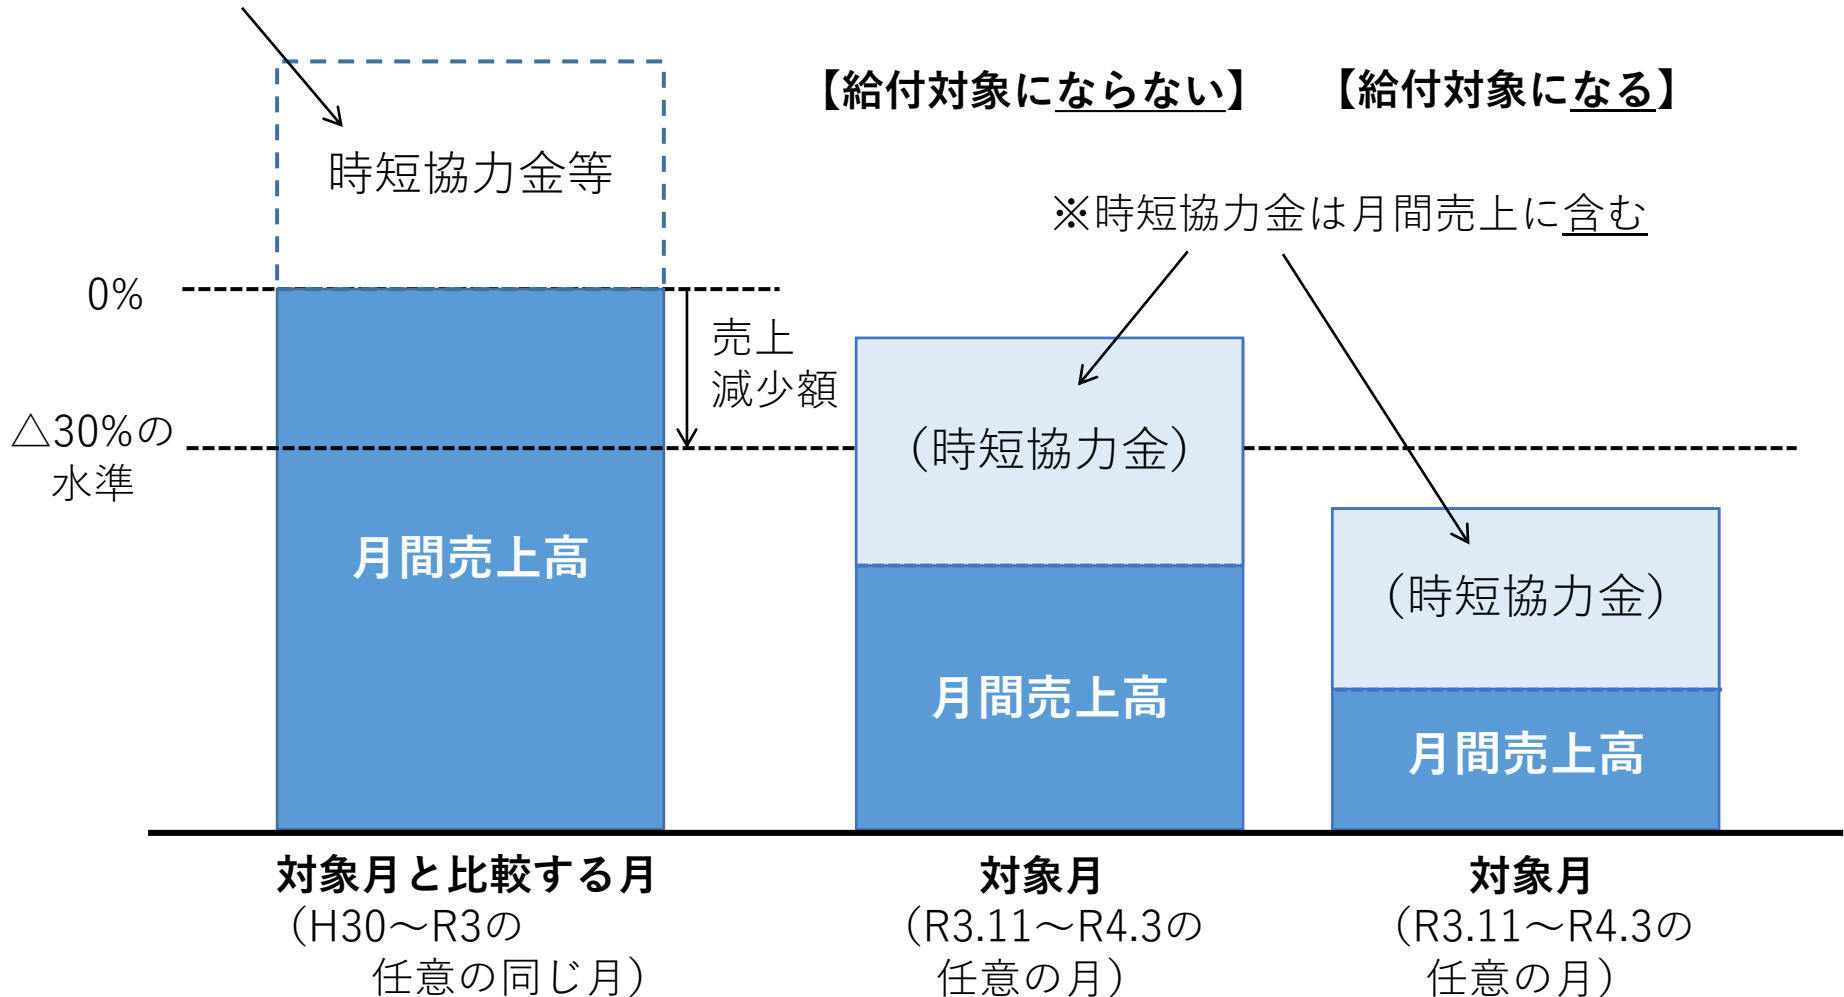 【給付対象にならない】
【給付対象になる】
時短協力金等
※時短協力金は月間売上に含む
0%
売上
減少額
△30%の
水準
（時短協力金）
月間売上高
（時短協力金）
月間売上高
月間売上高
対象月と比較する月
（H30～R3の
任意の同じ月）
対象月
（R3.11～R4.3の
任意の月）
対象月
（R3.11～R4.3の
任意の月）